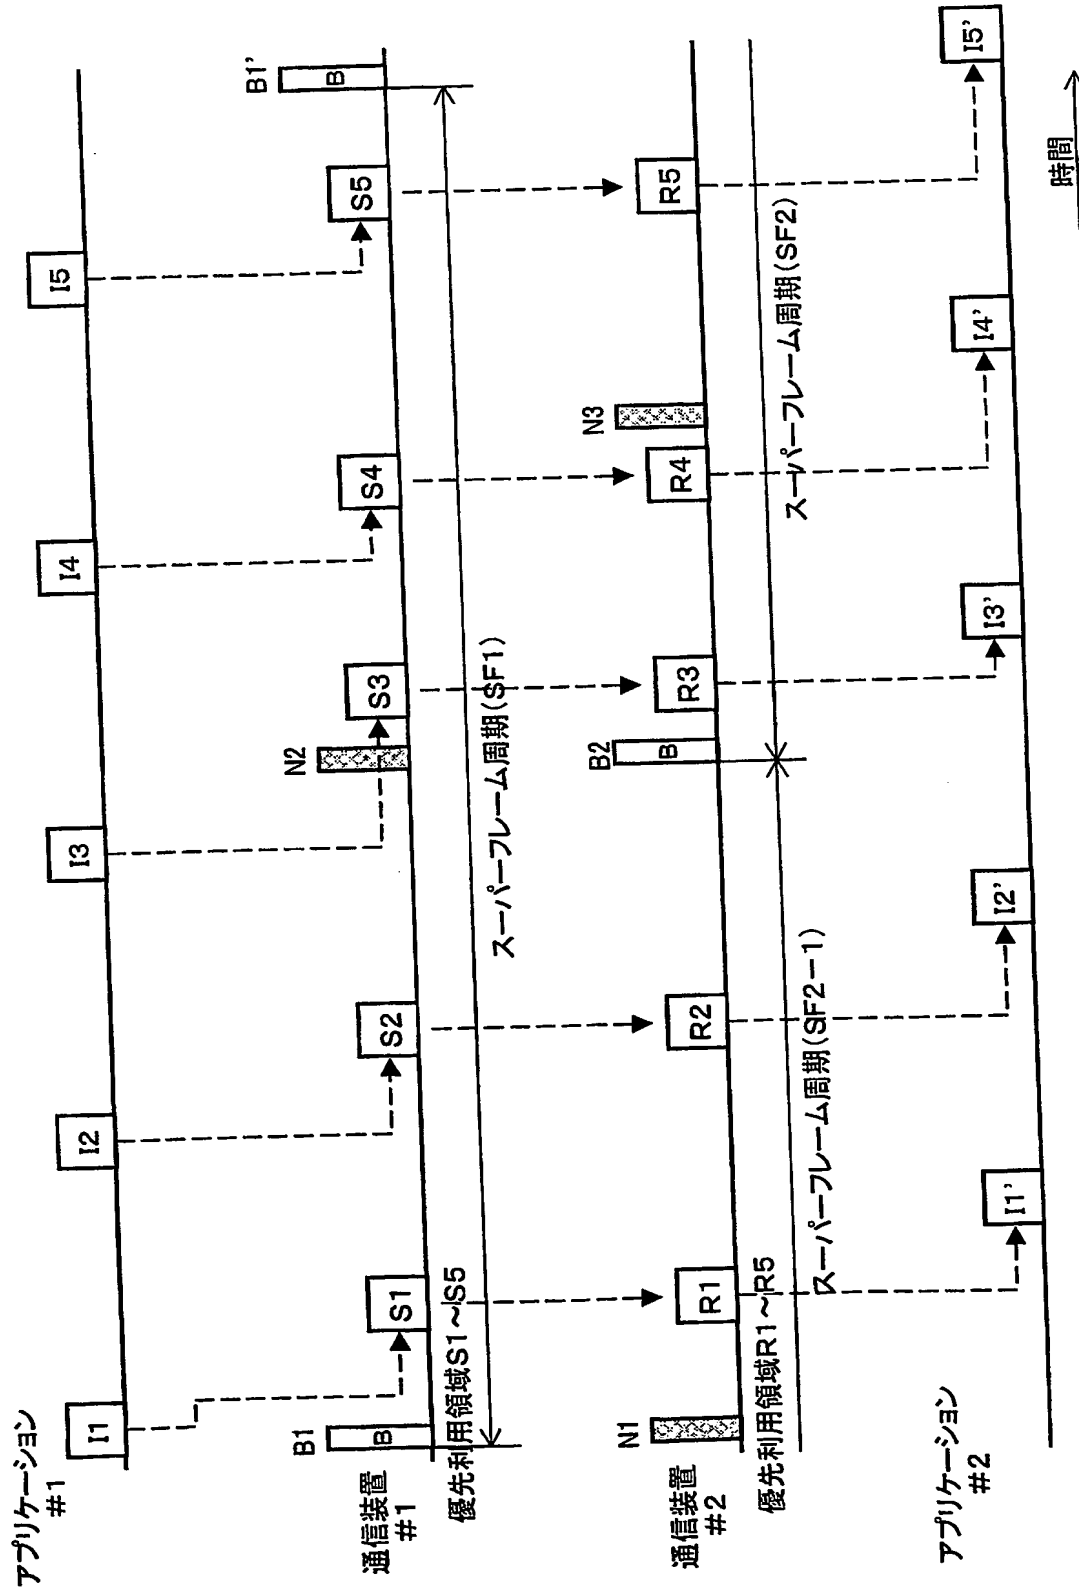 アプリケーション
#1
I1
I2
I3
I4
I5
通信装置
#1
B1
B
S1
S2
N2
S3
S4
S5
B1'
B
優先利用領域S1～S5
スーパーフレーム周期(SF1)
通信装置
#2
N1
R1
R2
B2
B
R3
R4
N3
R5
優先利用領域R1～R5
スーパーフレーム周期(SF2-1)
スーパーフレーム周期(SF2)
アプリケーション
#2
I1'
I2'
I3'
I4'
I5'
時間